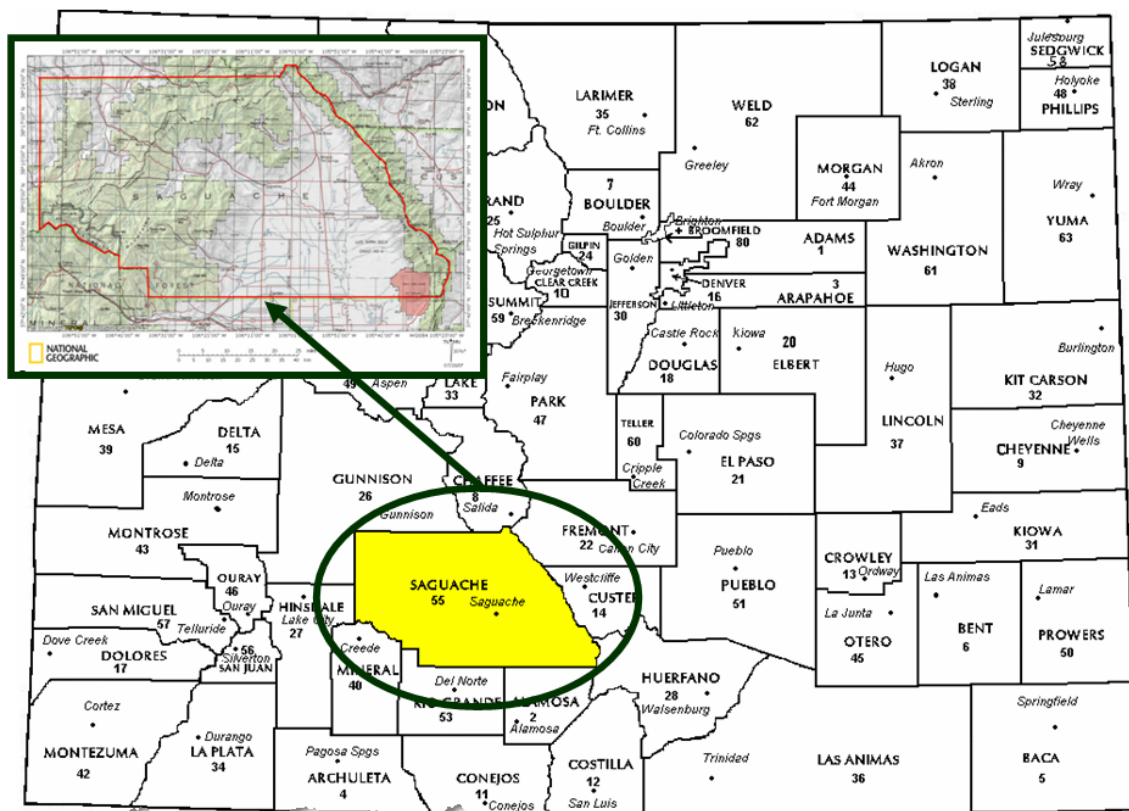 SAGUACHE
NATIONAL FOREST
NATIONAL
GEOGRAPHIC
Julesburg
SEDGWICK
58
LOGAN
38
Sterling
Holyoke
48
PHILLIPS
LARIMER
35
Ft. Collins
WELD
62
Greeley
MORGAN
44
Fort Morgan
Akron
WASHINGTON
61
Wray
YUMA
63
7
BOULDER
Boulder
Brighton
BROOMFIELD
80
ADAMS
1
RAND
25
Hot Sulphur
Springs
GILPIN
24
Golden
Georgetown
CLEAR CREEK
10
DENVER
16
3
ARAPAHOE
Littleton
JEFFERSON
30
SUMMIT
59
Breckenridge
Castle Rock
DOUGLAS
18
Kiowa
20
ELBERT
Hugo
LINCOLN
37
Burlington
KIT CARSON
32
49
Aspen
LAKE
33
Fairplay
PARK
47
TELLER
60
Cripple
Creek
Colorado Spgs
EL PASO
21
Cheyenne
Wells
CHEYENNE
9
MESA
39
DELTA
15
Delta
GUNNISON
26
Gunnison
CHAFFEE
8
Salida
Montrose
MONTROSE
43
FREMONT
22
Canon City
Pueblo
PUEBLO
51
CROWLEY
13
Ordway
Eads
KIOWA
31
OURAY
46
Ouray
SAGUACHE
55
Saguache
Westcliffe
CUSTER
14
SAN MIGUEL
57
Telluride
HINSDALE
Lake City
27
La Junta
OTERO
45
Las Animas
BENT
6
Lamar
PROWERS
50
Dove Creek
DOLORES
17
56
Silverton
SAN JUAN
Creede
MINERAL
40
Del Norte
RIO GRANDE
53
ALAMOSA
2
Alamosa
HUERFANO
28
Walsenburg
Cortez
MONTEZUMA
42
Durango
LA PLATA
34
Pagosa Spgs
ARCHULETA
4
CONEJOS
11
Conejos
COSTILLA
12
San Luis
Trinidad
LAS ANIMAS
36
Springfield
BACA
5